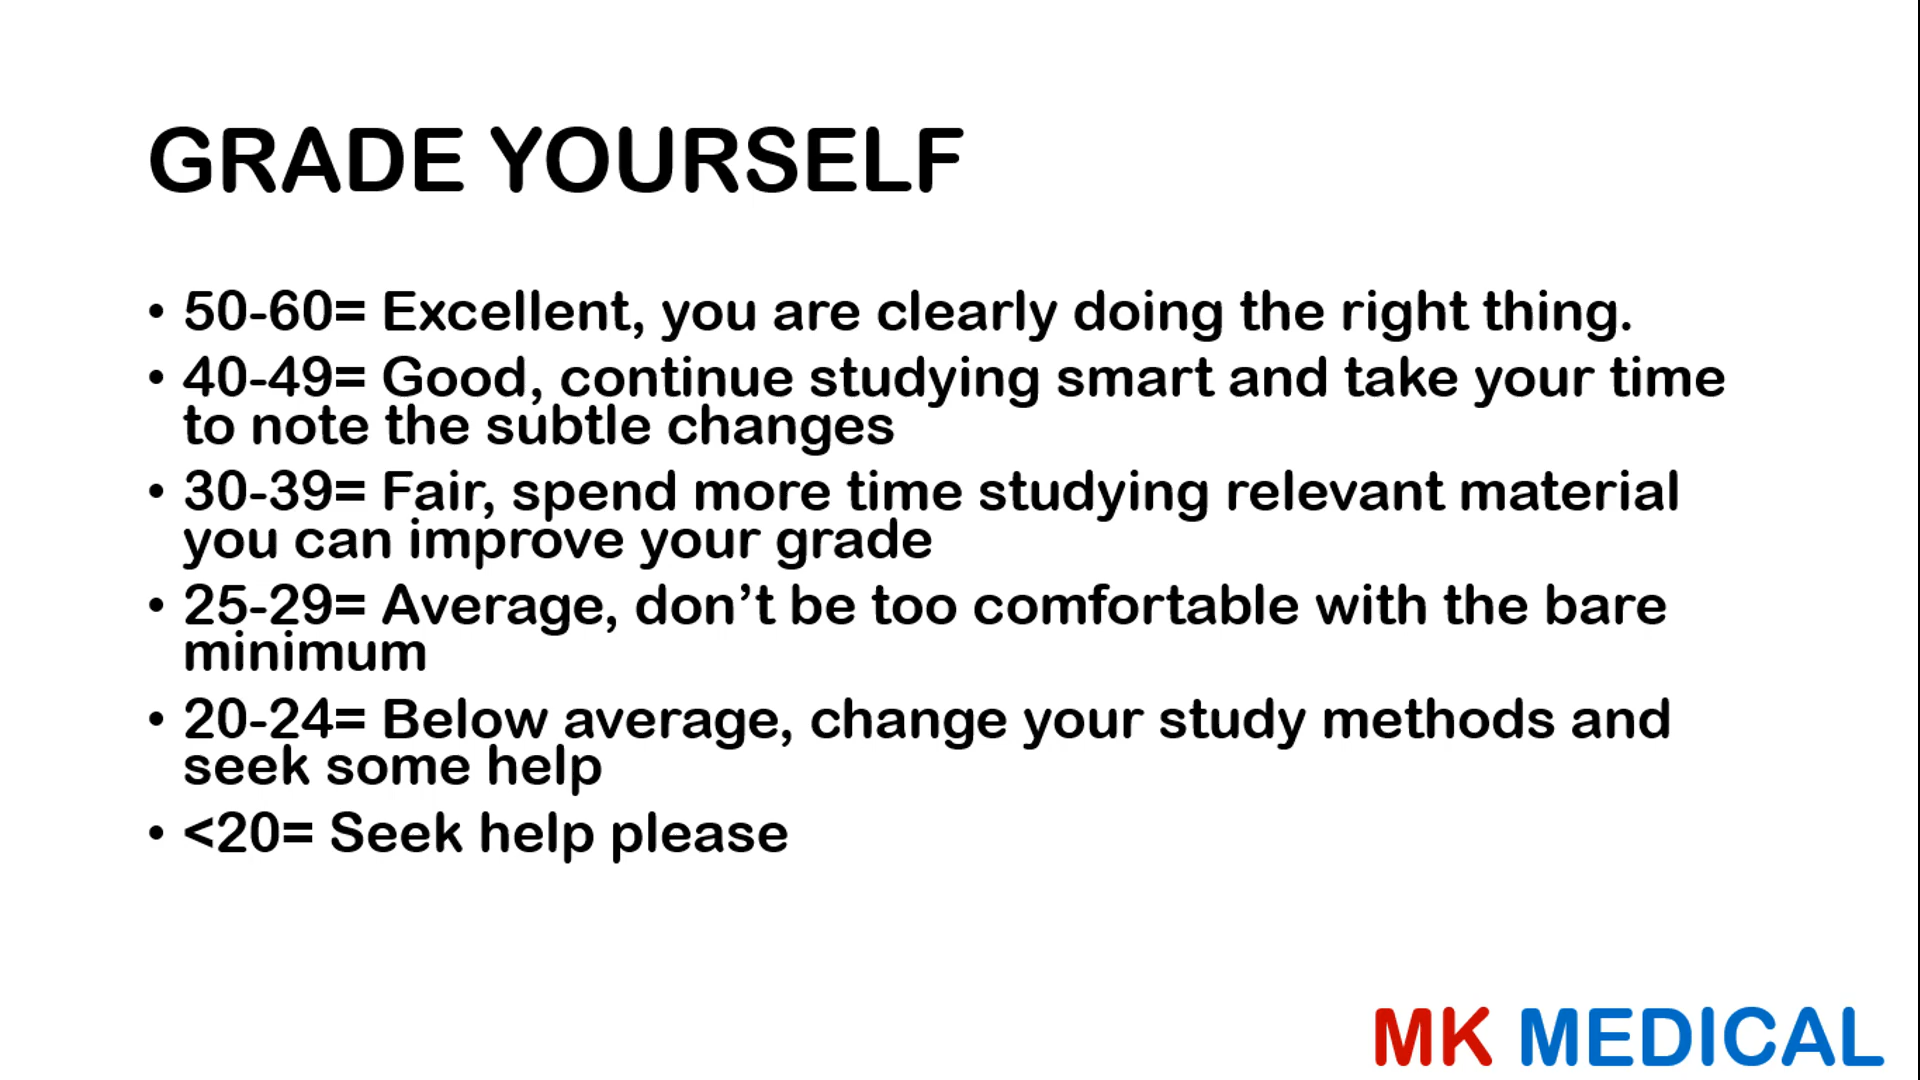 GRADE YOURSELF
• 50-60= Excellent, you are clearly doing the right thing.
• 40-49= Good, continue studying smart and take your time
to note the subtle changes
• 30-39= Fair, spend more time studying relevant material
you can improve your grade
• 25-29= Average, don’t be too comfortable with the bare
minimum
• 20-24= Below average, change your study methods and
seek some help
• <20= Seek help please
MK MEDICAL